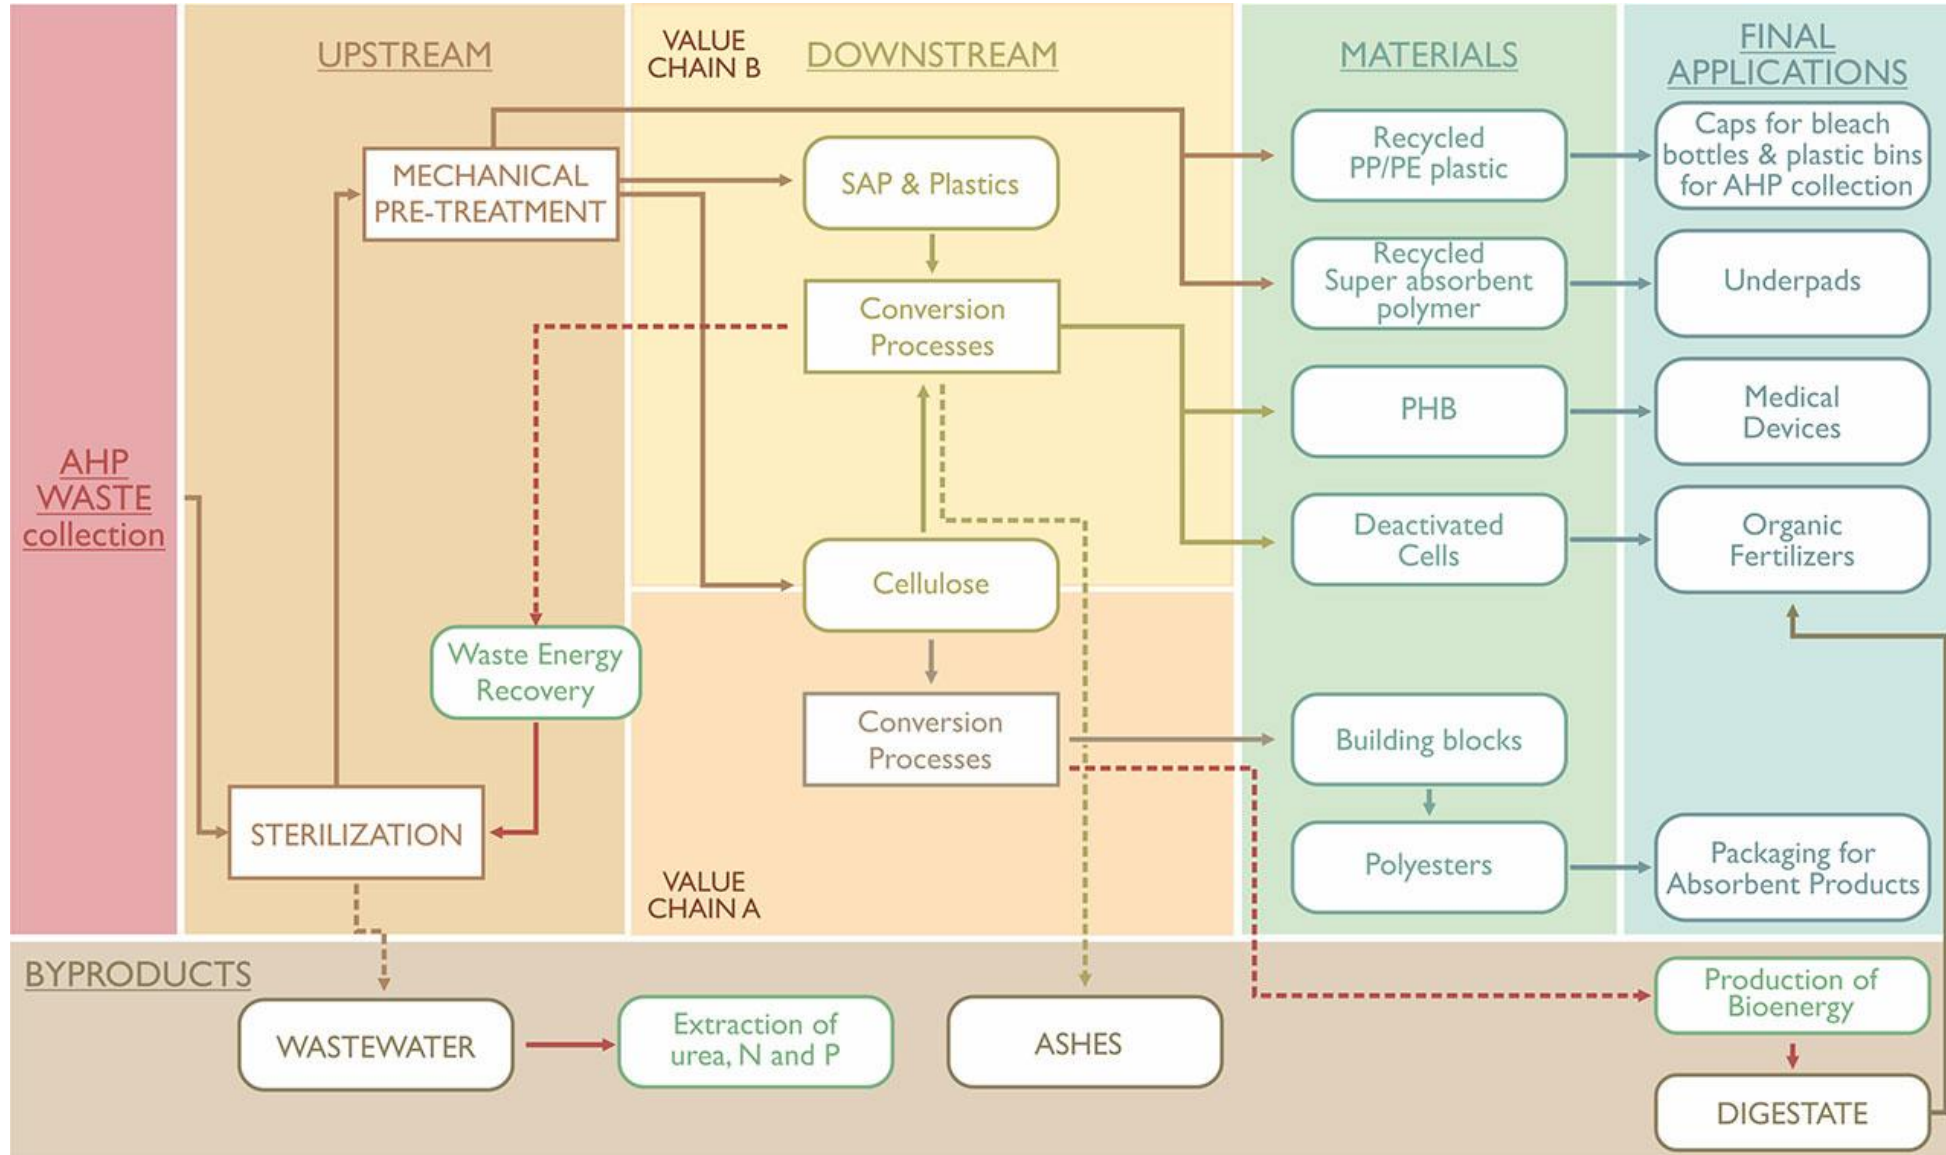 UPSTREAM
VALUE
CHAIN B
DOWNSTREAM
MATERIALS
FINAL
APPLICATIONS
MECHANICAL
PRE-TREATMENT
SAP & Plastics
Recycled
PP/PE plastic
Caps for bleach
bottles & plastic bins
for AHP collection
Conversion
Processes
Recycled
Super absorbent
polymer
Underpads
PHB
Medical
Devices
AHP
WASTE
collection
Cellulose
Deactivated
Cells
Organic
Fertilizers
Waste Energy
Recovery
Conversion
Processes
Building blocks
STERILIZATION
VALUE
CHAIN A
Polyesters
Packaging for
Absorbent Products
BYPRODUCTS
WASTEWATER
Extraction of
urea, N and P
ASHES
Production of
Bioenergy
DIGESTATE